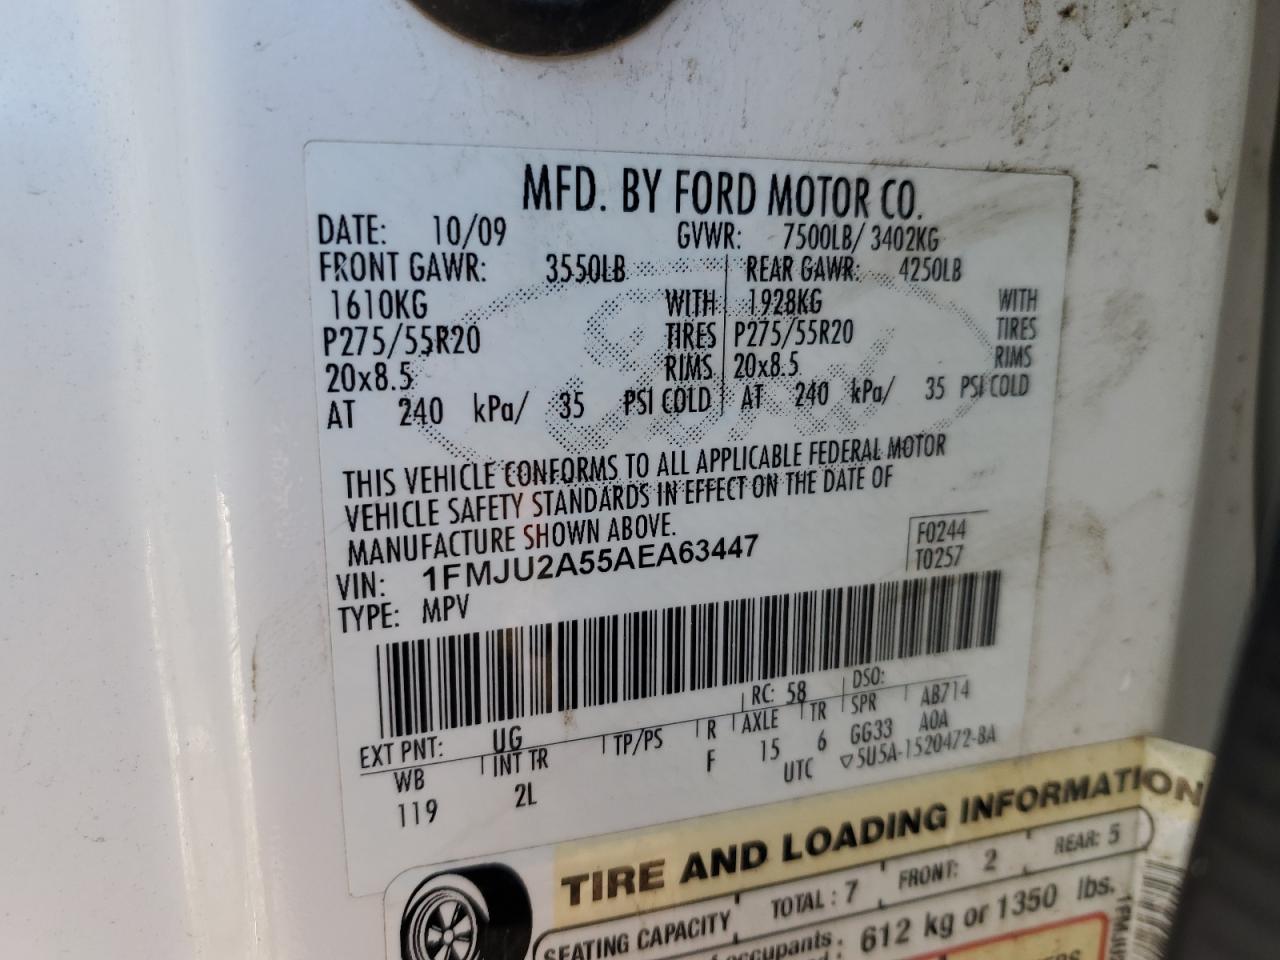 MFD. BY FORD MOTOR CO.
DATE: 10/09 GVWR: 7500LB/ 3402KG
FRONT GAWR: 3550LB REAR GAWR: 4250LB
1610KG WITH 1928KG WITH
P275/55R20 TIRES P275/55R20 TIRES
20x8.5 RIMS 20x8.5 RIMS
AT 240 kPa/ 35 PSI COLD AT 240 kPa/ 35 PSI COLD
THIS VEHICLE CONFORMS TO ALL APPLICABLE FEDERAL MOTOR
VEHICLE SAFETY STANDARDS IN EFFECT ON THE DATE OF
MANUFACTURE SHOWN ABOVE.
F0244
VIN: 1FMJU2A55AEA63447 T0257
TYPE: MPV
EXT PNT: UG RC: 58 DSO:
WB INT TR TP/PS R AXLE TR SPR AB714
119 2L F 15 6 GG33 A0A
UTC ▽5U5A-1520472-BA
TIRE AND LOADING INFORMATION
SEATING CAPACITY TOTAL : 7 FRONT: 2 REAR: 5
occupants 612 kg or 1350 lbs.